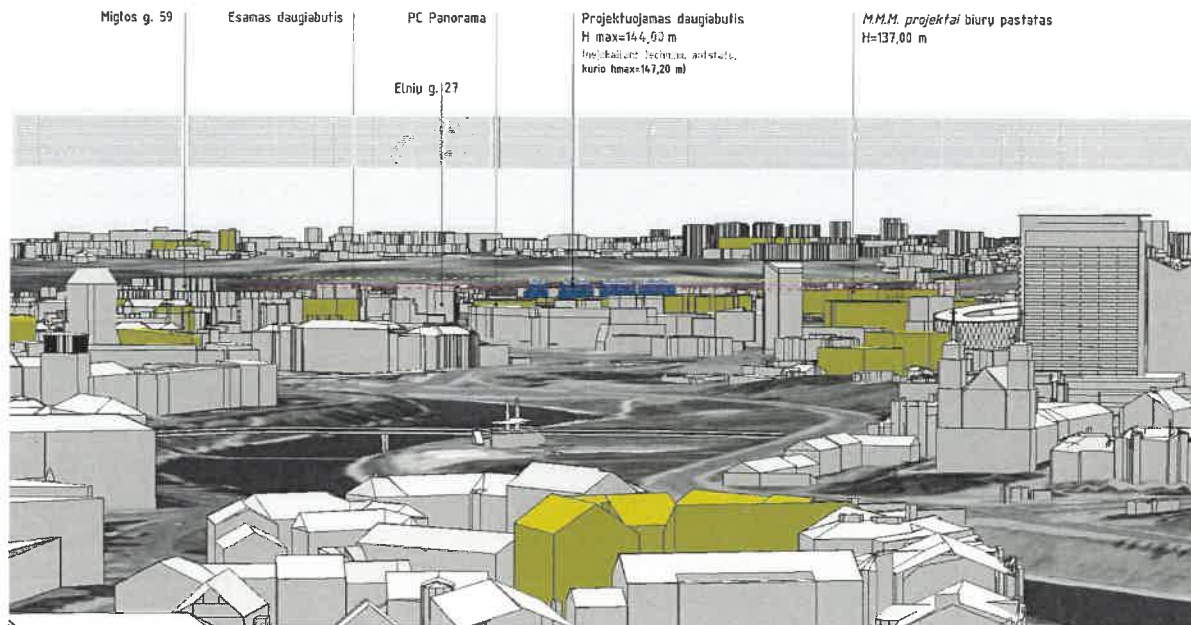 Miglos g. 59
Esamas daugiabutis
PC Panorama
Elnių g. 27
Projektuojamas daugiabutis
H max=144,00 m
kurio hmax=147,20 m)
M.M.M. projektai biurų pastatas
H=137,00 m